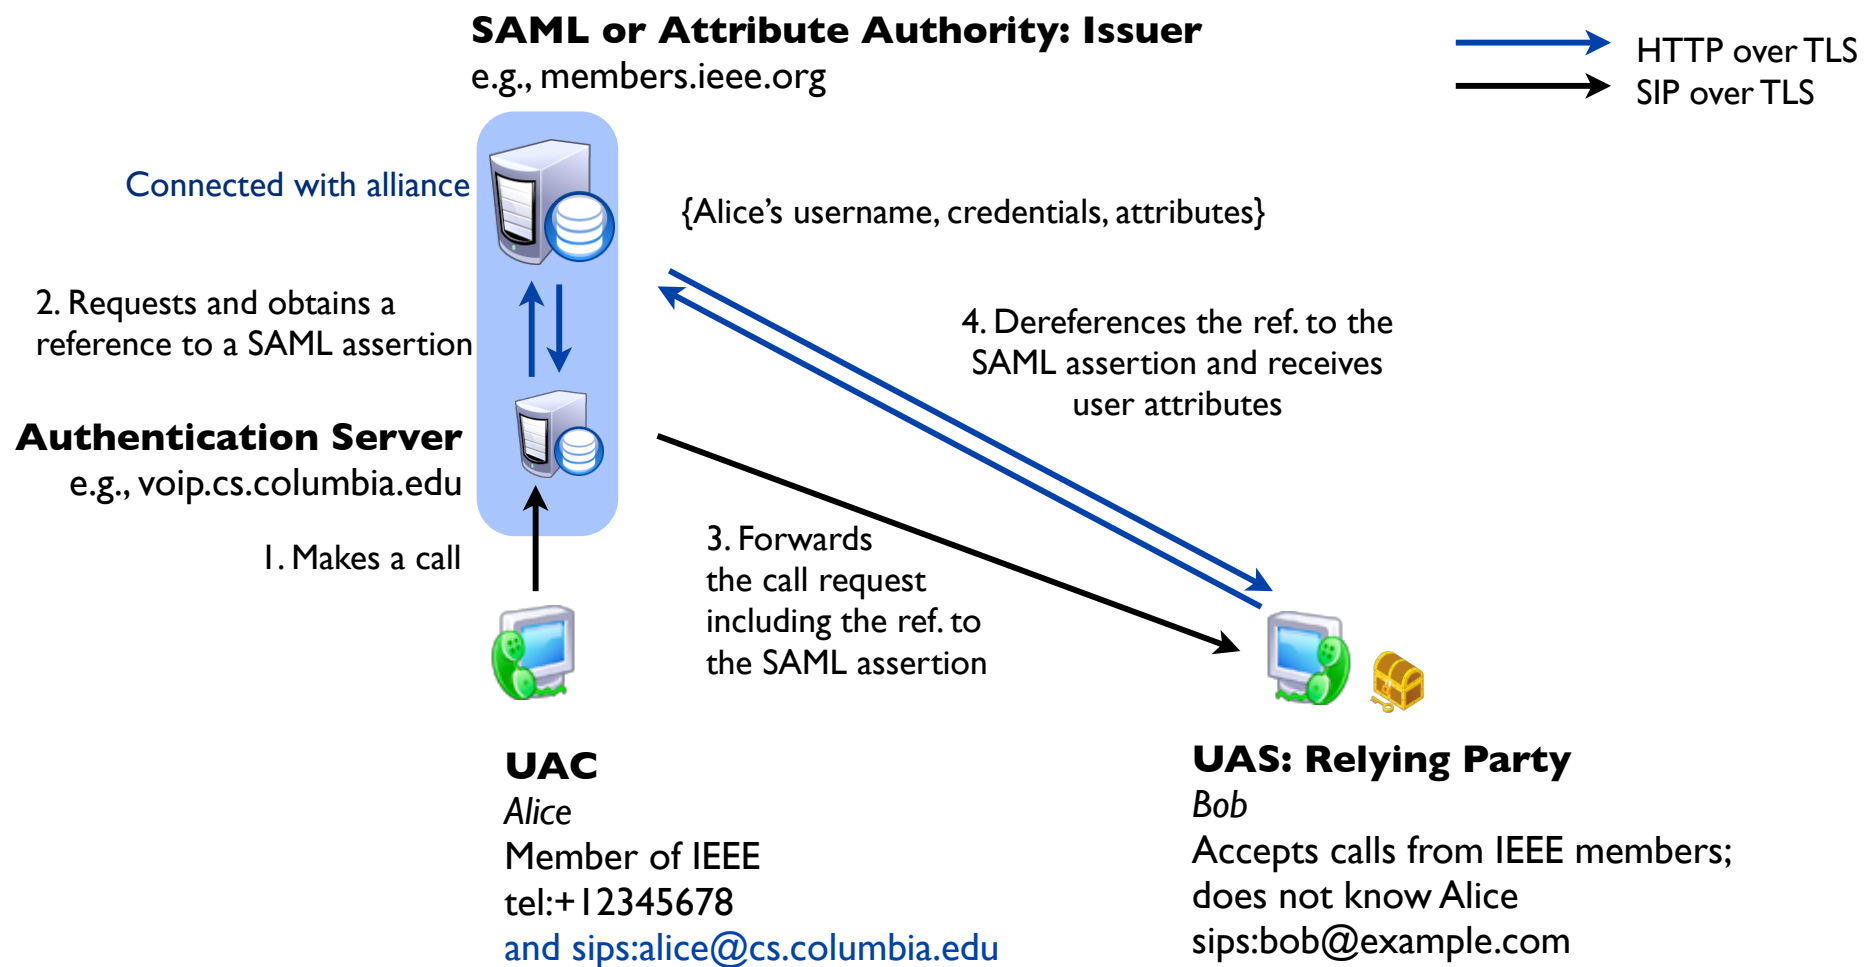 SAML or Attribute Authority: Issuer
e.g., members.ieee.org
HTTP over TLS
SIP over TLS
Connected with alliance
{Alice’s username, credentials, attributes}
2. Requests and obtains a
reference to a SAML assertion
4. Dereferences the ref. to the
SAML assertion and receives
user attributes
Authentication Server
e.g., voip.cs.columbia.edu
1. Makes a call
3. Forwards
the call request
including the ref. to
the SAML assertion
UAC
Alice
Member of IEEE
tel:+12345678
and sips:alice@cs.columbia.edu
UAS: Relying Party
Bob
Accepts calls from IEEE members;
does not know Alice
sips:bob@example.com